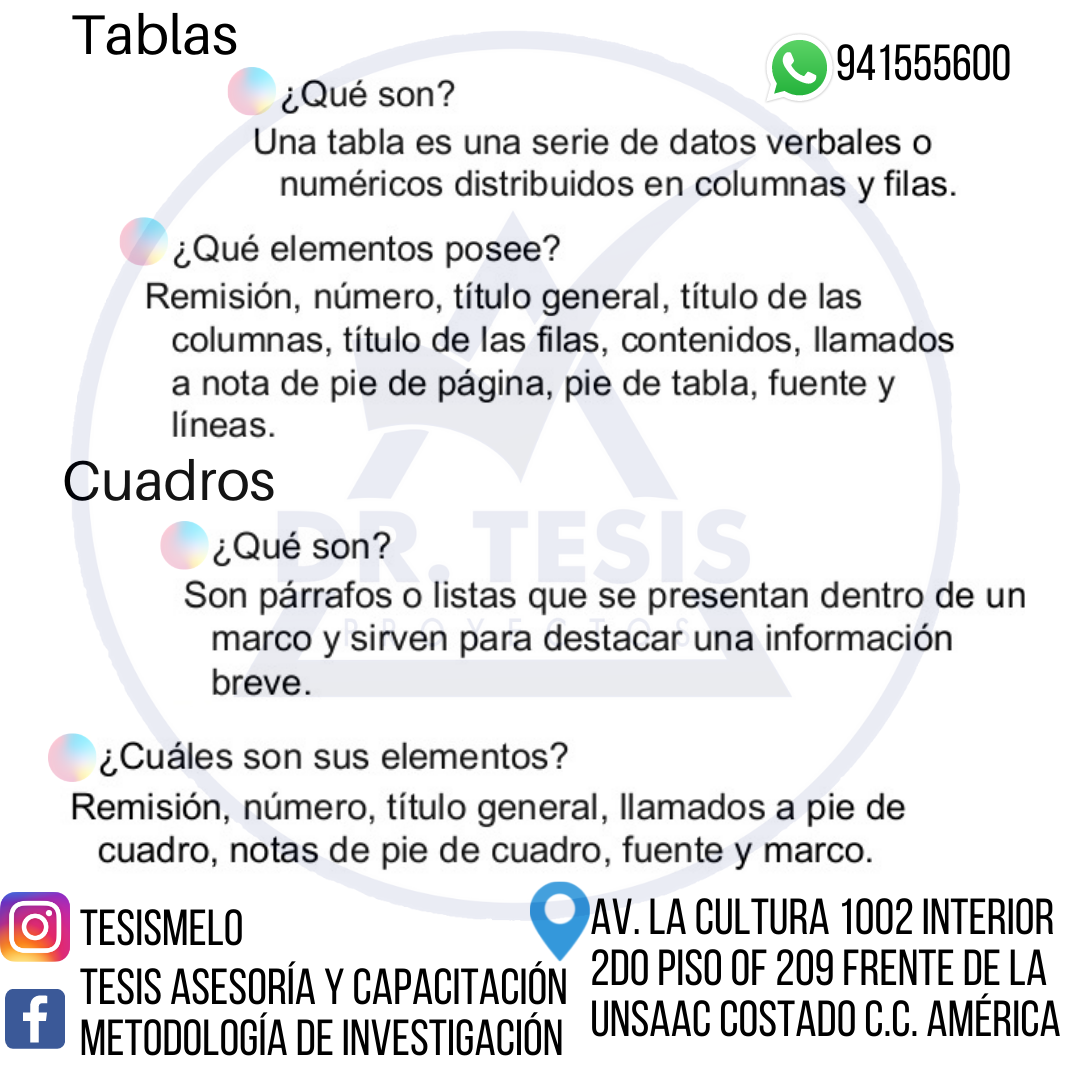 Tablas
941555600
¿Qué son?
Una tabla es una serie de datos verbales o
numéricos distribuidos en columnas y filas.
¿Qué elementos posee?
Remisión, número, título general, título de las
columnas, título de las filas, contenidos, llamados
a nota de pie de página, pie de tabla, fuente y
líneas.
Cuadros
DR. TESIS
¿Qué son?
Son párrafos o listas que se presentan dentro de un
PROYECTOS
marco y sirven para destacar una información
breve.
¿Cuáles son sus elementos?
Remisión, número, título general, llamados a pie de
cuadro, notas de pie de cuadro, fuente y marco.
TESISMELO
TESIS ASESORÍA Y CAPACITACIÓN
METODOLOGÍA DE INVESTIGACIÓN
AV. LA CULTURA 1002 INTERIOR
2DO PISO OF 209 FRENTE DE LA
UNSAAC COSTADO C.C. AMÉRICA